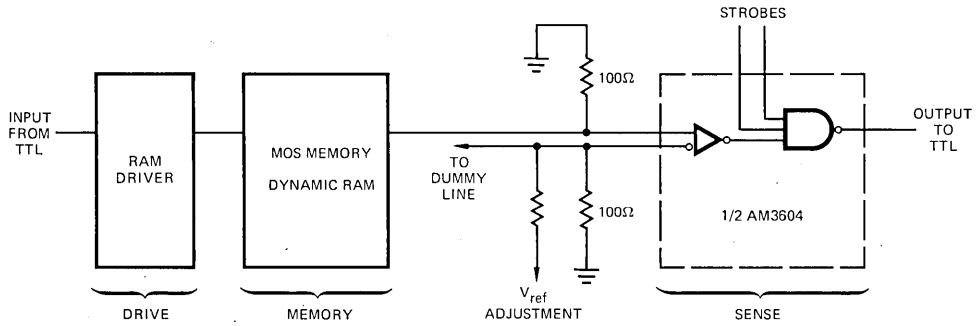 STROBES
100Ω
INPUT
FROM
TTL
RAM
DRIVER
MOS MEMORY
DYNAMIC RAM
TO
DUMMY
LINE
100Ω
1/2 AM3604
OUTPUT
TO
TTL
Vref
ADJUSTMENT
DRIVE
MEMORY
SENSE